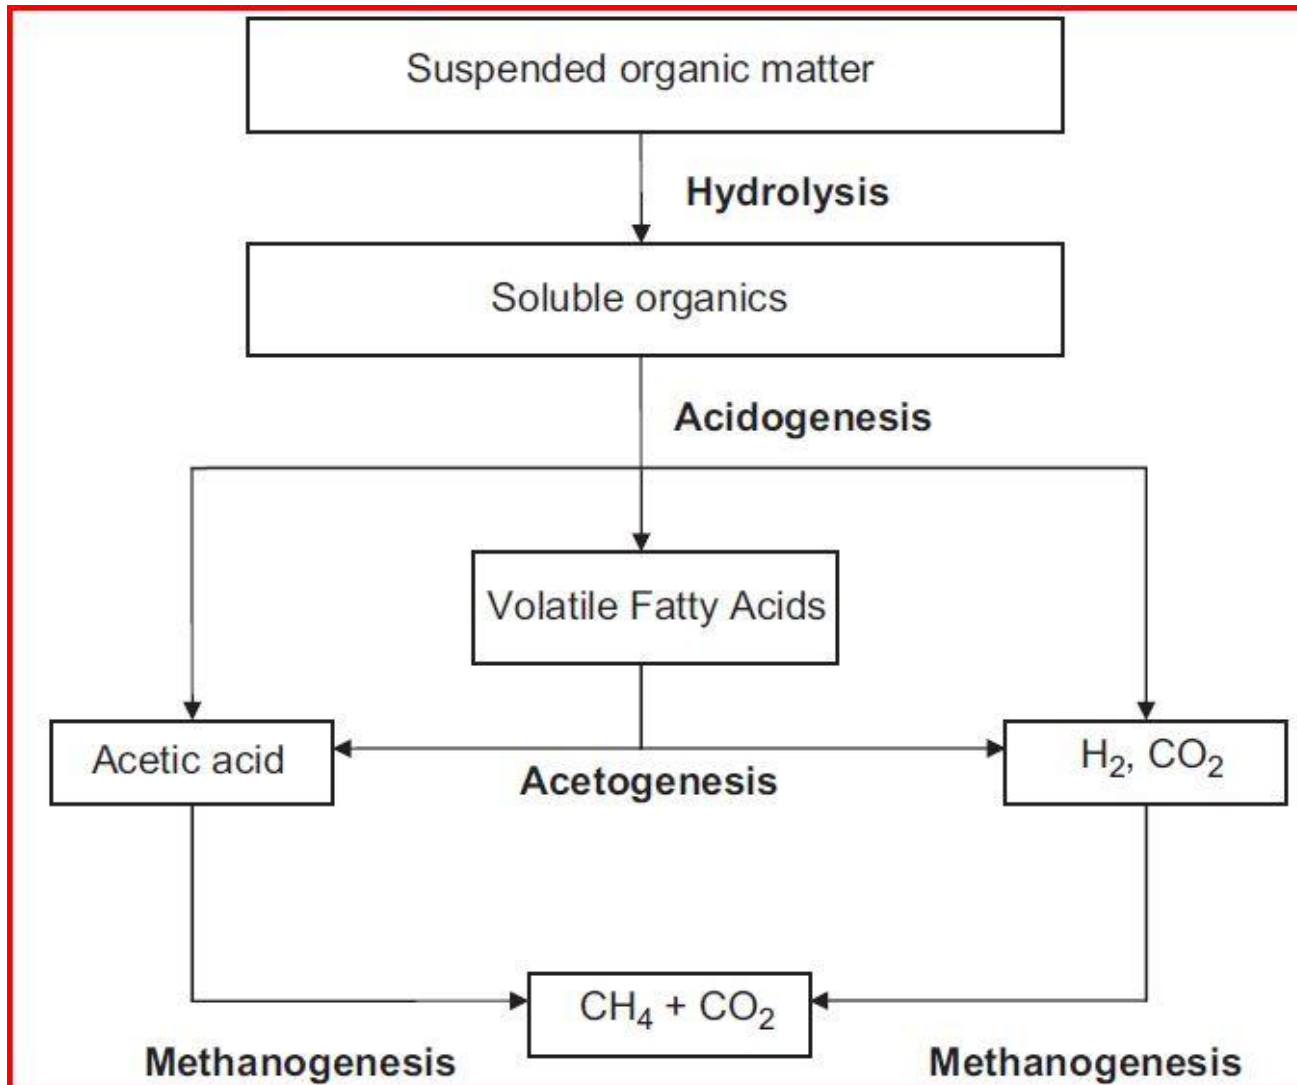 Suspended organic matter
Hydrolysis
Soluble organics
Acidogenesis
Volatile Fatty Acids
Acetic acid
H₂, CO₂
Acetogenesis
CH₄ + CO₂
Methanogenesis
Methanogenesis